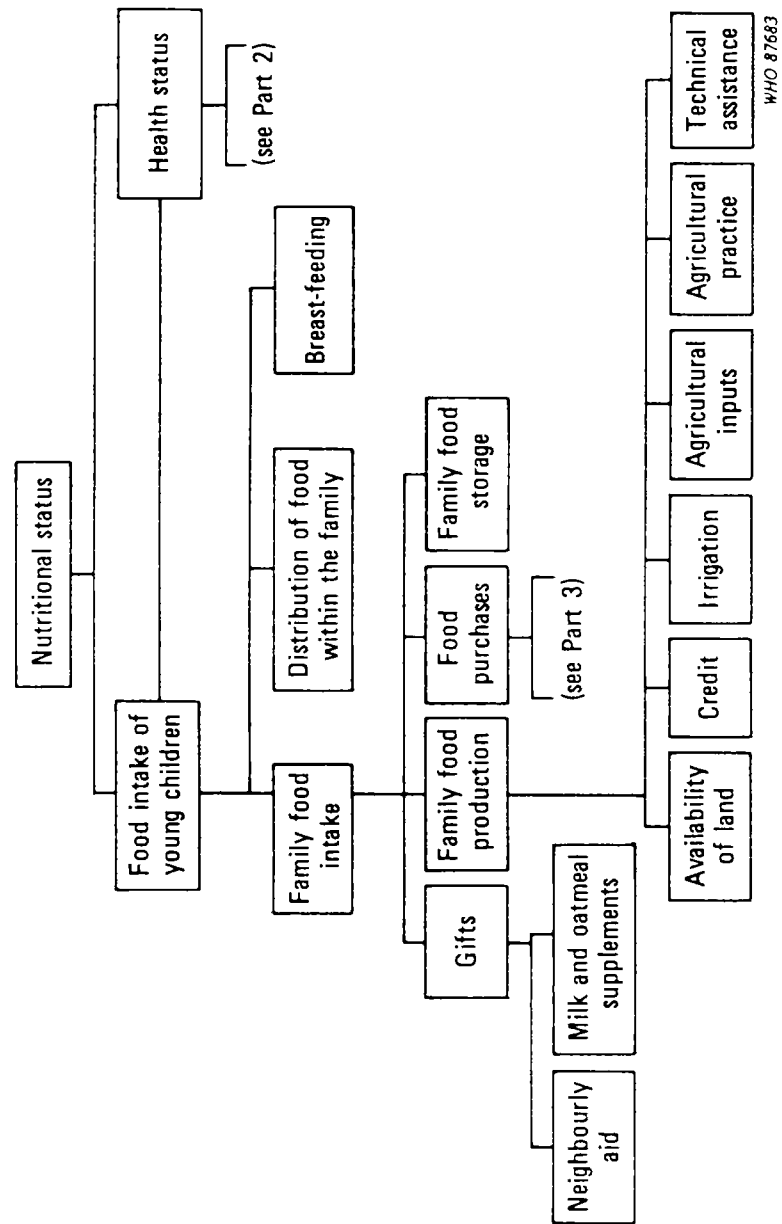 Nutritional status
Food intake of
young children
Health status
(see Part 2)
Family food
intake
Distribution of food
within the family
Breast-feeding
Gifts
Family food
production
Food
purchases
Family food
storage
(see Part 3)
Neighbourly
aid
Milk and oatmeal
supplements
Availability
of land
Credit
Irrigation
Agricultural
inputs
Agricultural
practice
Technical
assistance
WHO 87683